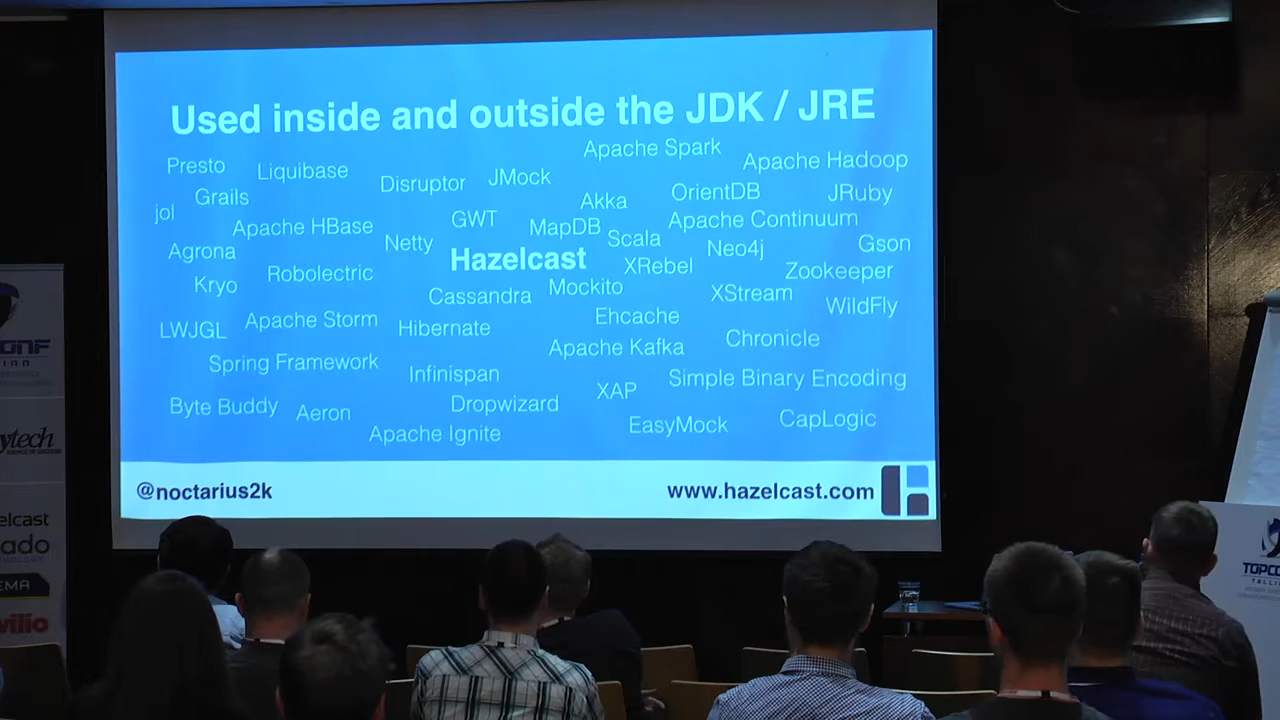 Used inside and outside the JDK / JRE
Presto
Liquibase
Disruptor
JMock
Apache Spark
Apache Hadoop
Grails
jol
Akka
OrientDB
JRuby
Apache HBase
GWT
MapDB
Apache Continuum
Agrona
Netty
Hazelcast
Scala
Neo4j
Gson
Kryo
Robolectric
XRebel
Zookeeper
Cassandra
Mockito
XStream
WildFly
LWJGL
Apache Storm
Hibernate
Ehcache
Chronicle
Spring Framework
Infinispan
Apache Kafka
Simple Binary Encoding
Byte Buddy
Aeron
Dropwizard
XAP
Apache Ignite
EasyMock
CapLogic
@noctarius2k
www.hazelcast.com